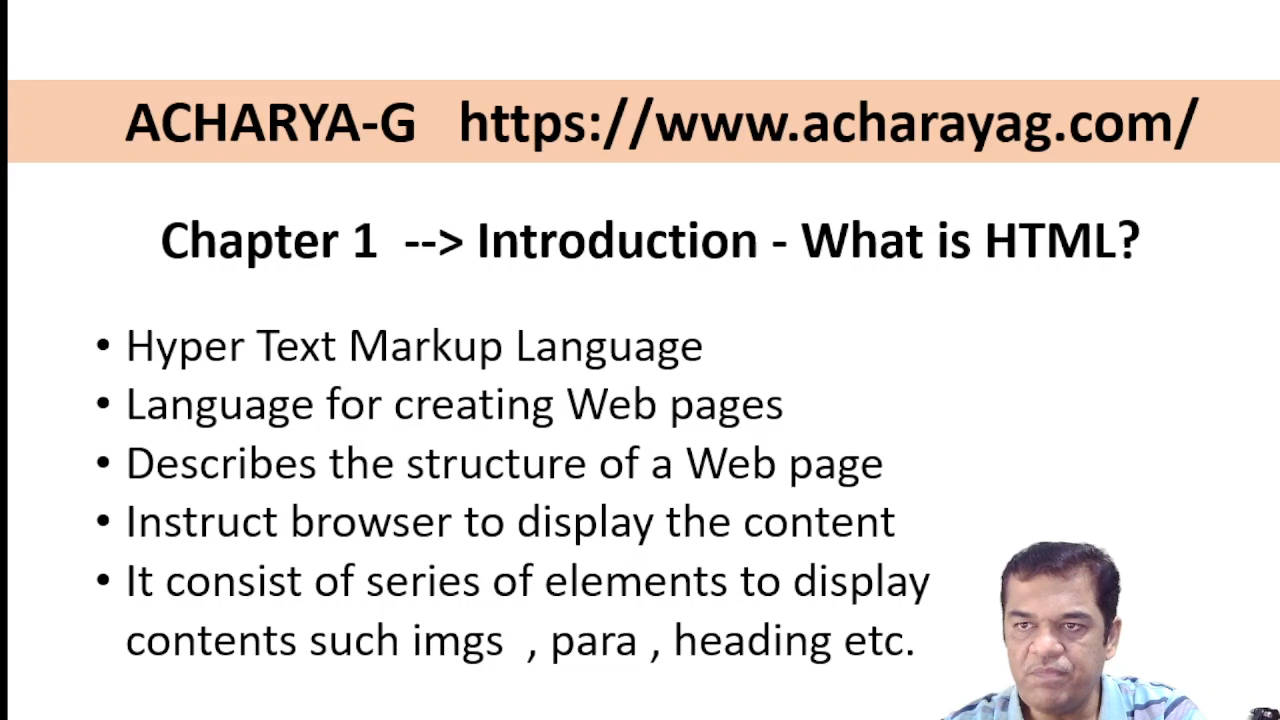 ACHARYA-G https://www.acharayag.com/
Chapter 1 --> Introduction - What is HTML?
• Hyper Text Markup Language
• Language for creating Web pages
• Describes the structure of a Web page
• Instruct browser to display the content
• It consist of series of elements to display
contents such imgs , para , heading etc.